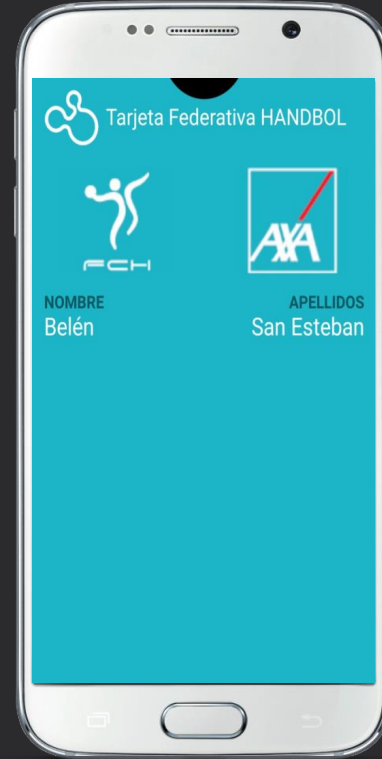 Tarjeta Federativa HANDBOL
FCH
AXA
NOMBRE
APELLIDOS
Belén
San Esteban